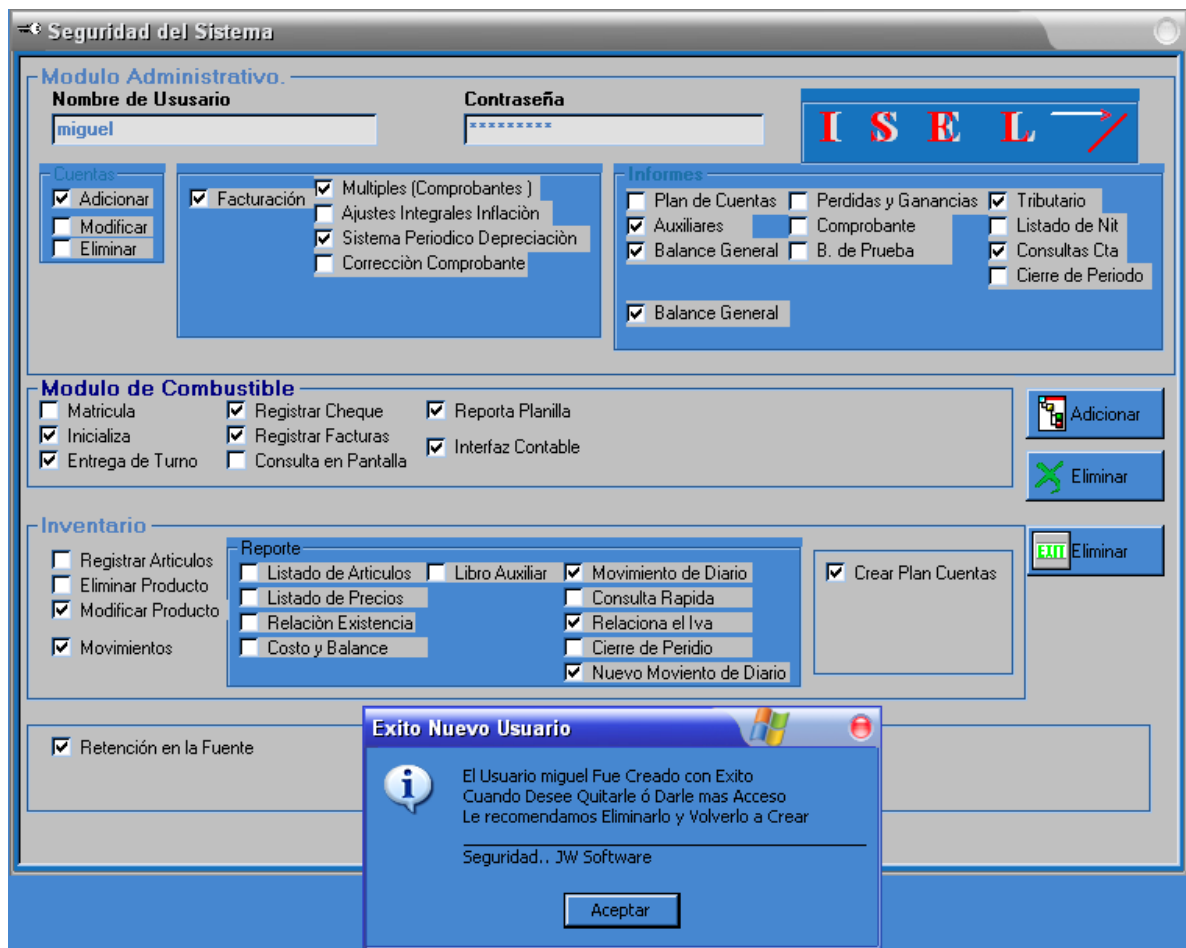 Seguridad del Sistema
Modulo Administrativo.
Nombre de Ususario
Contraseña
miguel
*********
I S E L
Cuentas
Adicionar
Modificar
Eliminar
Facturación
Multiples (Comprobantes )
Ajustes Integrales Inflaciòn
Sistema Periodico Depreciaciòn
Correcciòn Comprobante
Informes
Plan de Cuentas
Auxiliares
Balance General
Balance General
Perdidas y Ganancias
Comprobante
B. de Prueba
Tributario
Listado de Nit
Consultas Cta
Cierre de Periodo
Modulo de Combustible
Matricula
Inicializa
Entrega de Turno
Registrar Cheque
Registrar Facturas
Consulta en Pantalla
Reporta Planilla
Interfaz Contable
Adicionar
Eliminar
EXIT Eliminar
Inventario
Registrar Articulos
Eliminar Producto
Modificar Producto
Movimientos
Reporte
Listado de Articulos
Listado de Precios
Relaciòn Existencia
Costo y Balance
Libro Auxiliar
Movimiento de Diario
Consulta Rapida
Relaciona el Iva
Cierre de Peridio
Nuevo Moviento de Diario
Crear Plan Cuentas
Retención en la Fuente
Exito Nuevo Usuario
El Usuario miguel Fue Creado con Exito
Cuando Desee Quitarle ó Darle mas Acceso
Le recomendamos Eliminarlo y Volverlo a Crear
Seguridad.. JW Software
Aceptar